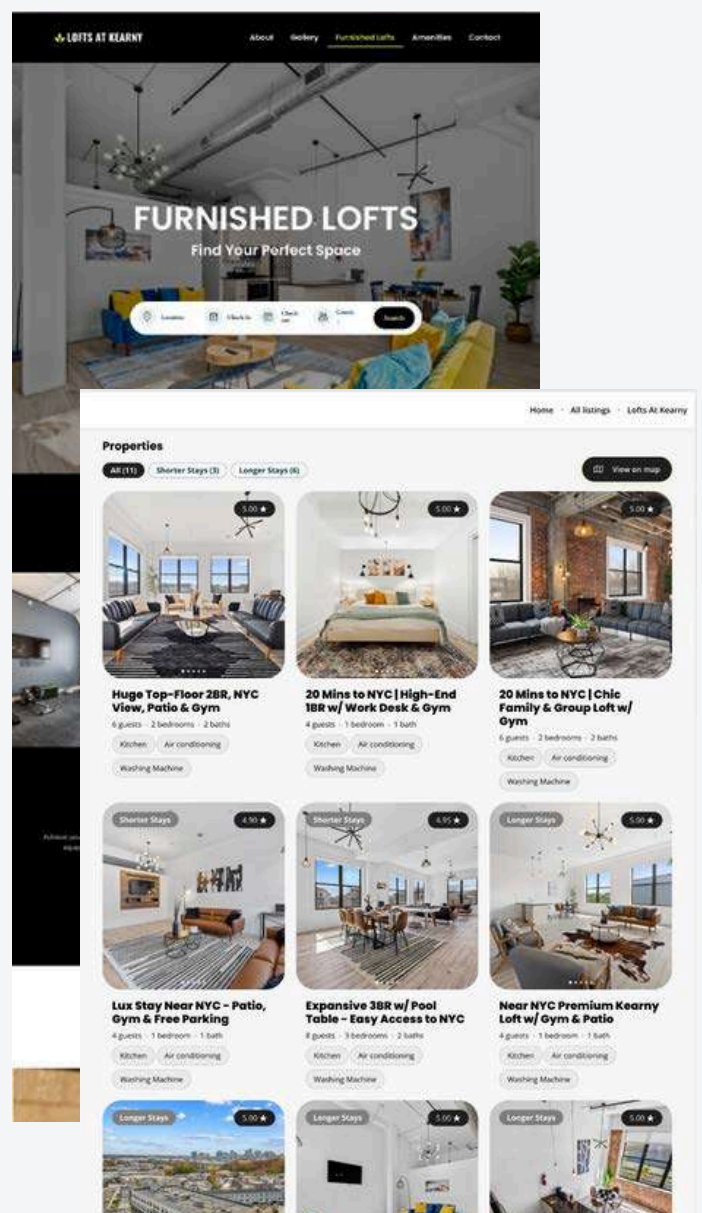 LOFTS AT KEARNY
About Gallery Furnished Lofts Amenities Contact
FURNISHED LOFTS
Find Your Perfect Space
Location Check in Check out Guests Search
Home · All listings · Lofts At Kearny
Properties
All (11) Shorter Stays (3) Longer Stays (6)
View on map
5.00 ★
5.00 ★
5.00 ★
Huge Top-Floor 2BR, NYC
View, Patio & Gym
6 guests · 2 bedrooms · 2 baths
Kitchen Air conditioning
Washing Machine
20 Mins to NYC | High-End
1BR w/ Work Desk & Gym
4 guests · 1 bedroom · 1 bath
Kitchen Air conditioning
Washing Machine
20 Mins to NYC | Chic
Family & Group Loft w/
Gym
6 guests · 2 bedrooms · 2 baths
Kitchen Air conditioning
Washing Machine
Shorter Stays 4.90 ★
Shorter Stays 4.95 ★
Longer Stays 5.00 ★
Lux Stay Near NYC - Patio,
Gym & Free Parking
4 guests · 1 bedroom · 1 bath
Kitchen Air conditioning
Washing Machine
Expansive 3BR w/ Pool
Table - Easy Access to NYC
8 guests · 3 bedrooms · 2 baths
Kitchen Air conditioning
Washing Machine
Near NYC Premium Kearny
Loft w/ Gym & Patio
4 guests · 1 bedroom · 1 bath
Kitchen Air conditioning
Washing Machine
Longer Stays 5.00 ★
Longer Stays 5.00 ★
Longer Stays 5.00 ★